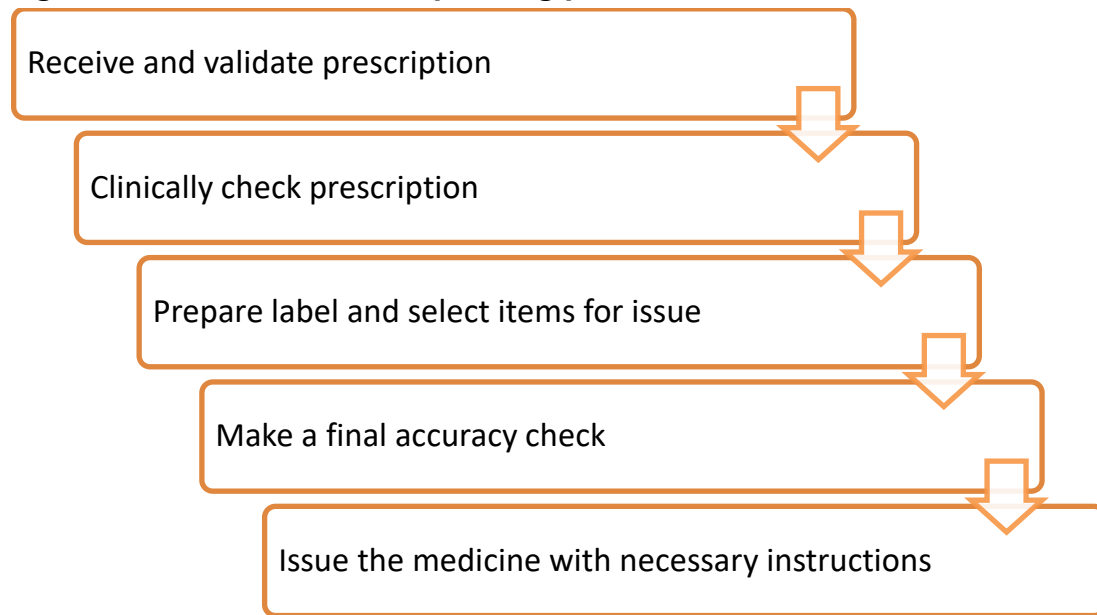 Receive and validate prescription
Clinically check prescription
Prepare label and select items for issue
Make a final accuracy check
Issue the medicine with necessary instructions